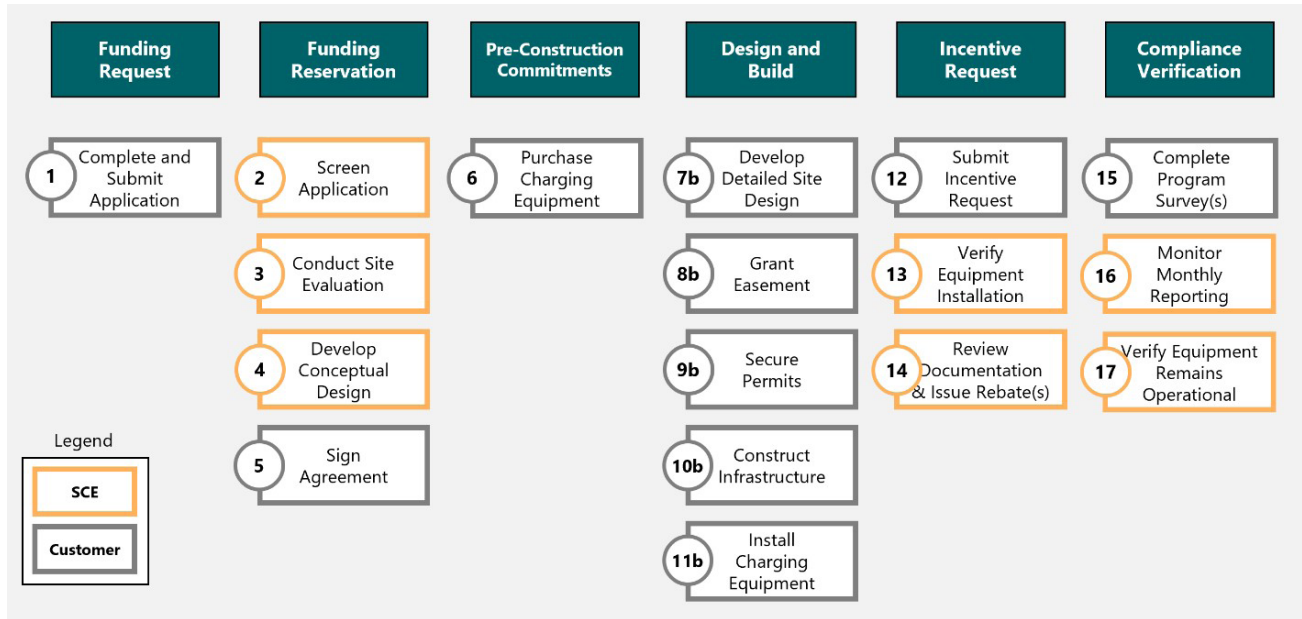 Funding
Request
Funding
Reservation
Pre-Construction
Commitments
Design and
Build
Incentive
Request
Compliance
Verification
1
Complete and
Submit
Application
2
Screen
Application
3
Conduct Site
Evaluation
4
Develop
Conceptual
Design
5
Sign
Agreement
6
Purchase
Charging
Equipment
7b
Develop
Detailed Site
Design
8b
Grant
Easement
9b
Secure
Permits
10b
Construct
Infrastructure
11b
Install
Charging
Equipment
12
Submit
Incentive
Request
13
Verify
Equipment
Installation
14
Review
Documentation
& Issue Rebate(s)
15
Complete
Program
Survey(s)
16
Monitor
Monthly
Reporting
17
Verify Equipment
Remains
Operational
Legend
SCE
Customer